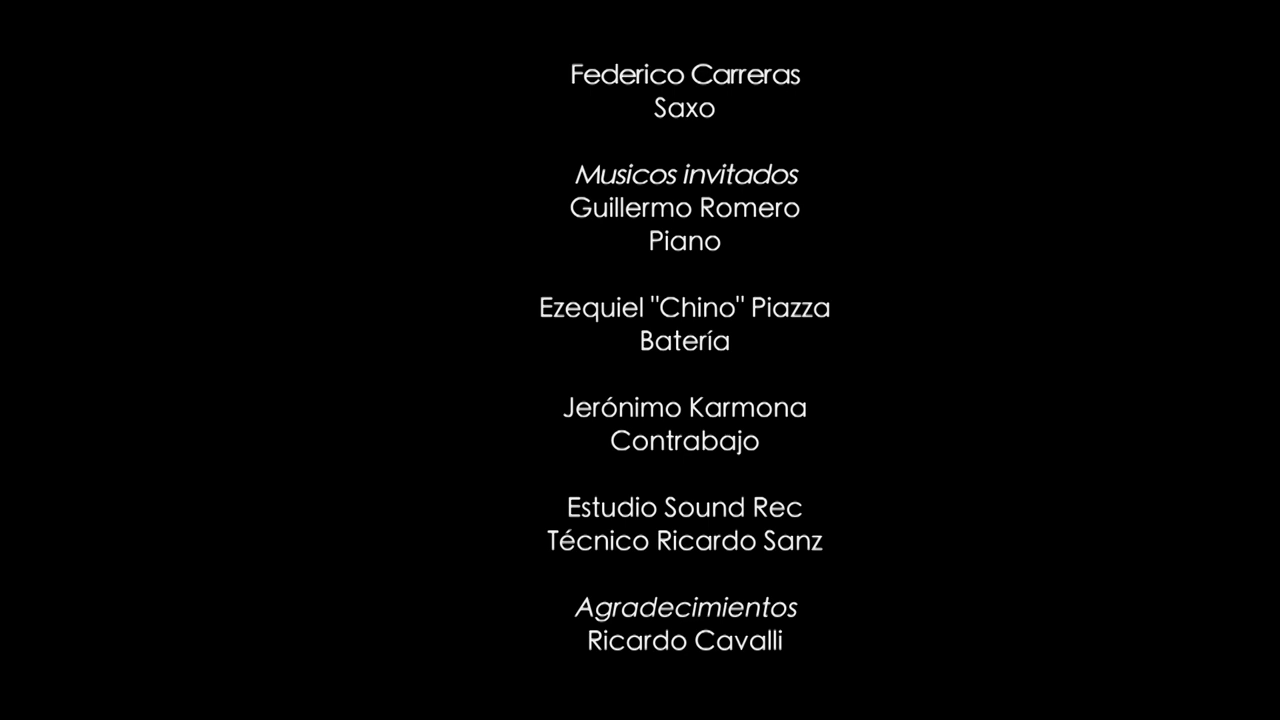 Federico Carreras
Saxo
Musicos invitados
Guillermo Romero
Piano
Ezequiel "Chino" Piazza
Batería
Jerónimo Karmona
Contrabajo
Estudio Sound Rec
Técnico Ricardo Sanz
Agradecimientos
Ricardo Cavalli